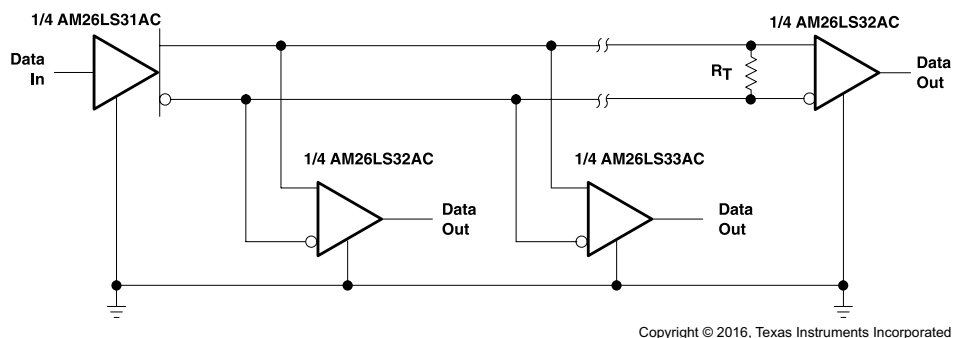 1/4 AM26LS31AC
1/4 AM26LS32AC
Data
In
RT
Data
Out
1/4 AM26LS32AC
1/4 AM26LS33AC
Data
Out
Data
Out
Copyright © 2016, Texas Instruments Incorporated